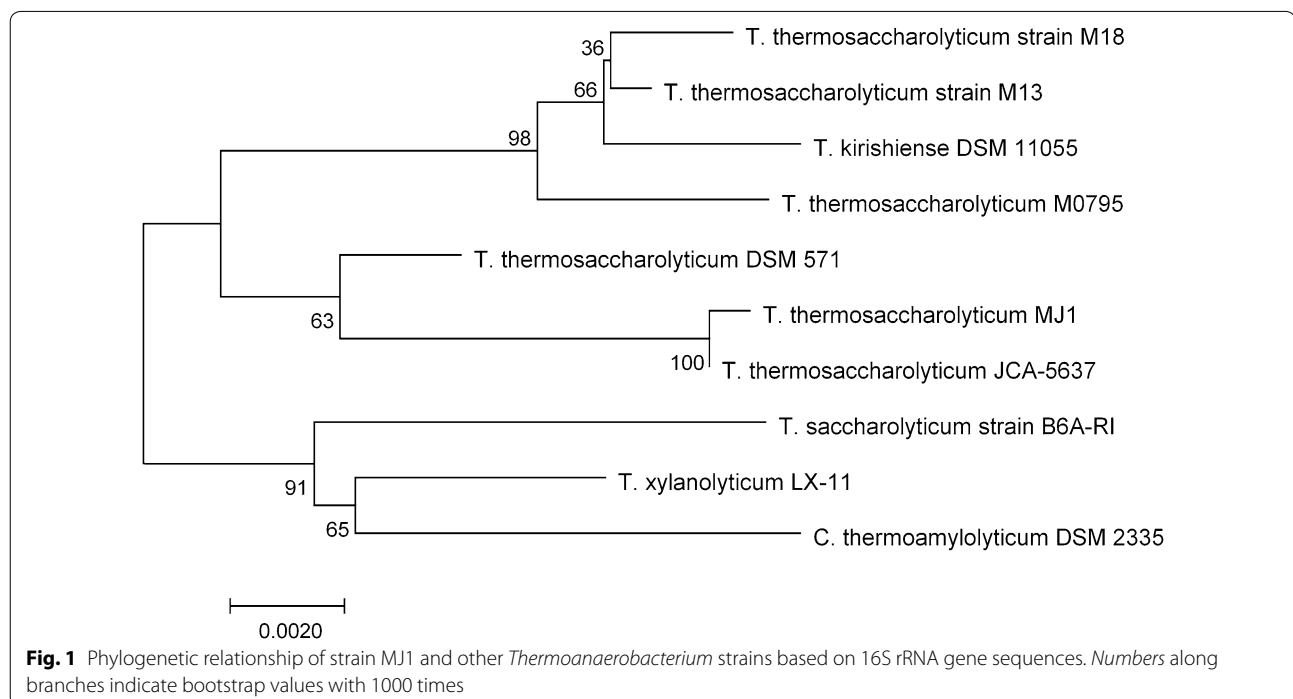 36
T. thermosaccharolyticum strain M18
T. thermosaccharolyticum strain M13
66
98
T. kirishiense DSM 11055
T. thermosaccharolyticum M0795
T. thermosaccharolyticum DSM 571
63
T. thermosaccharolyticum MJ1
100
T. thermosaccharolyticum JCA-5637
T. saccharolyticum strain B6A-RI
91
T. xylanolyticum LX-11
65
C. thermoamylolyticum DSM 2335
0.0020
Fig. 1 Phylogenetic relationship of strain MJ1 and other Thermoanaerobacterium strains based on 16S rRNA gene sequences. Numbers along
branches indicate bootstrap values with 1000 times